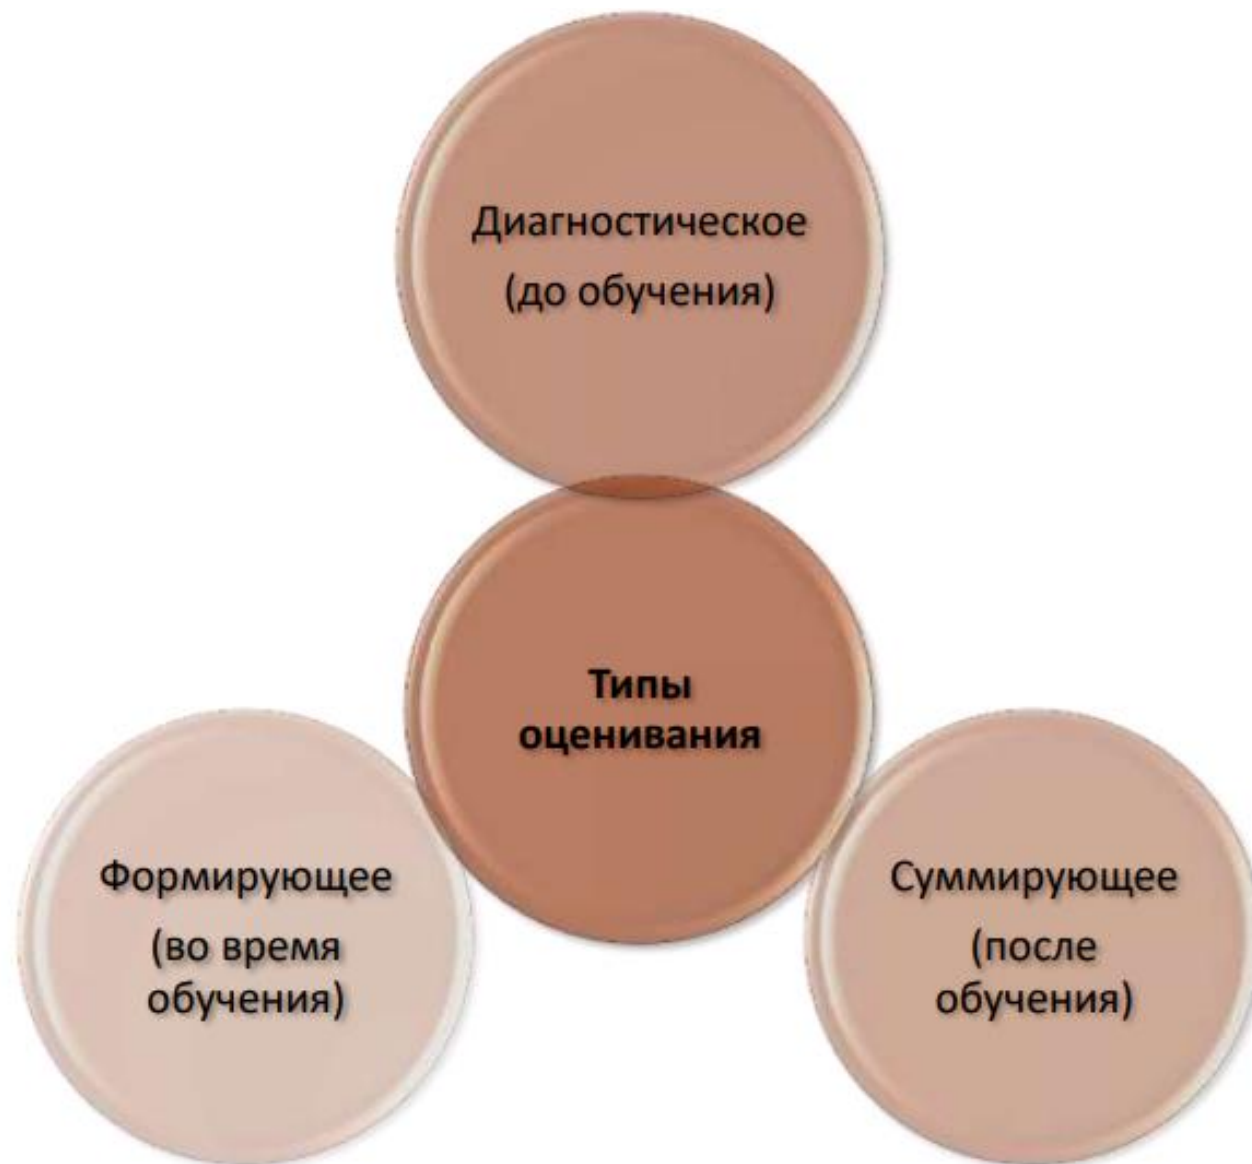 Диагностическое
(до обучения)
Типы
оценивания
Формирующее
(во время
обучения)
Суммирующее
(после
обучения)